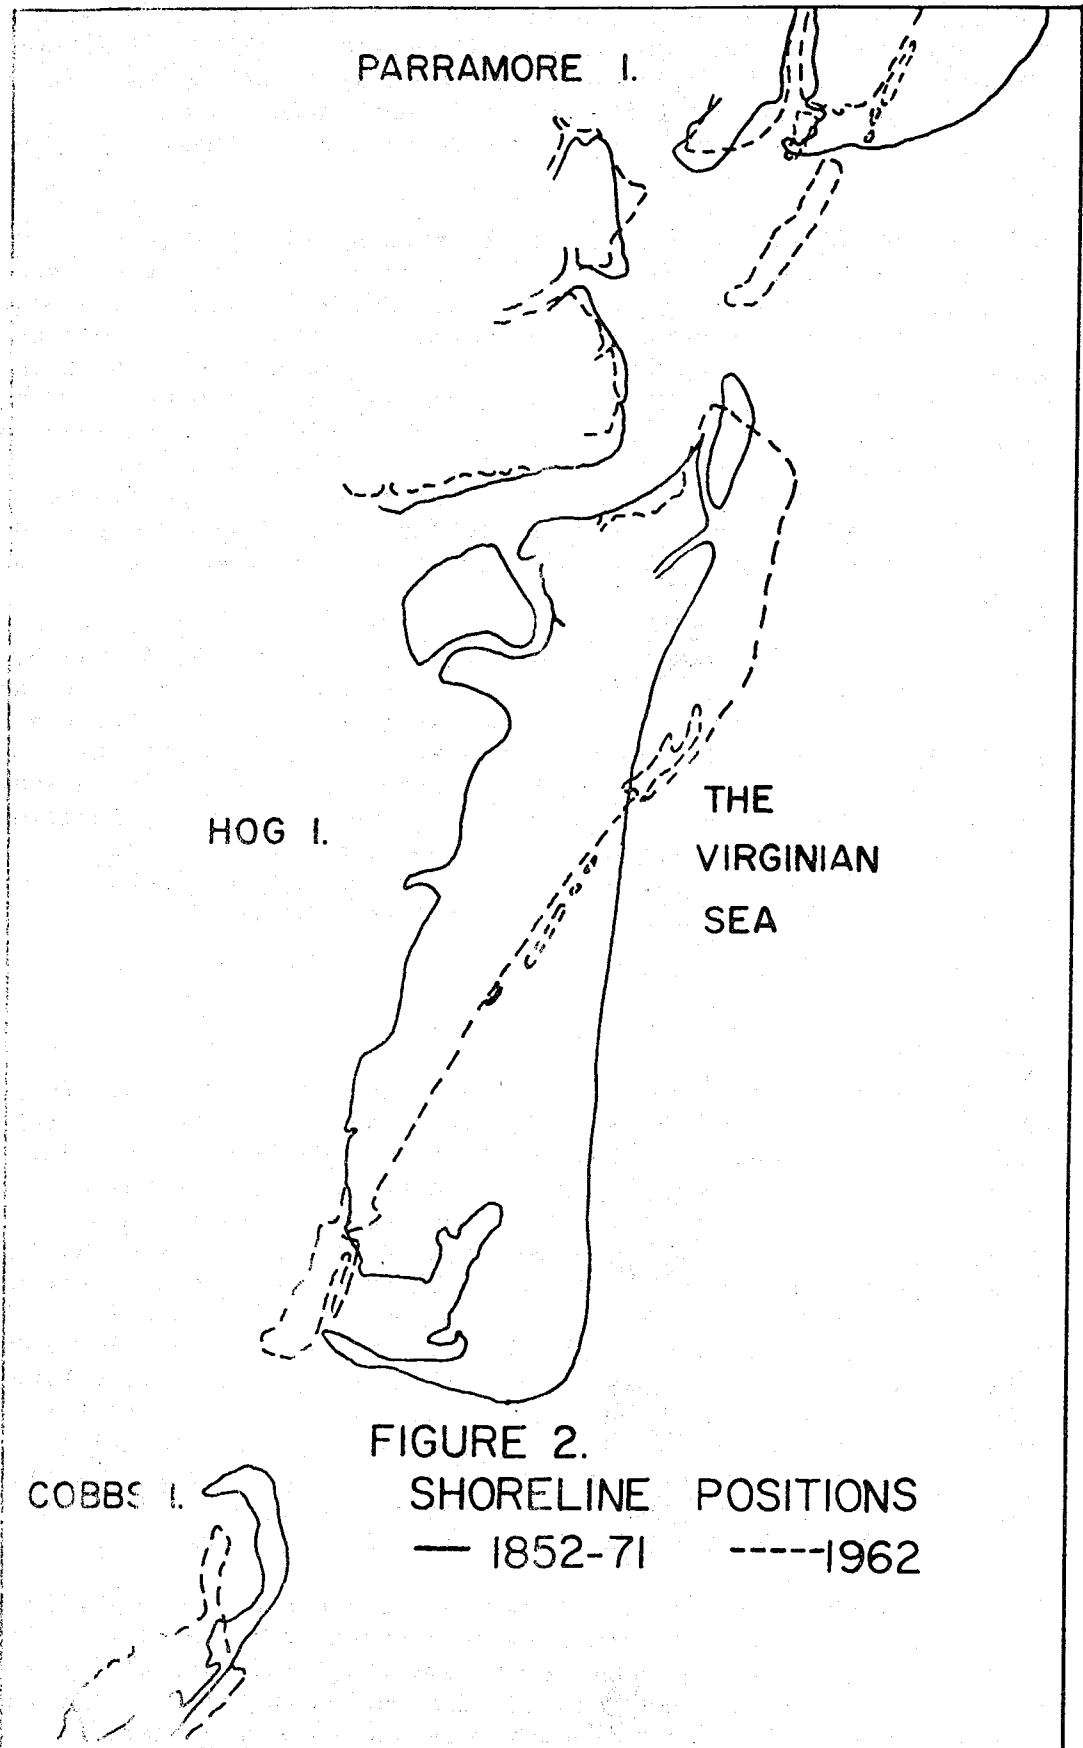 PARRAMORE I.
HOG I.
THE
VIRGINIAN
SEA
FIGURE 2.
COBBS I.
SHORELINE POSITIONS
— 1852-71 -----1962